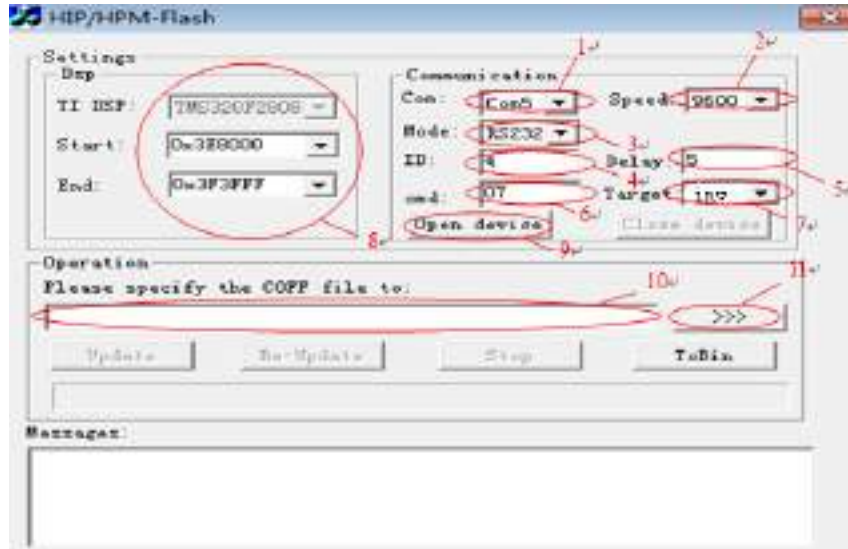 HIP/HPM-Flash
Settings
Dsp
TI DSP: TMS320F2808
Start: 0x3E8000
End: 0x3F3FFF
Communication
Com: Com5
Speed: 9600
Mode: RS232
ID: 4
Delay 5
cmd: 07
Target
Open device
Close device
1
2
3
4
5
6
7
8
9
Operation
Please specify the COFF file to:
10
11
>>>
Update
Re-Update
Stop
ToBin
Messages: